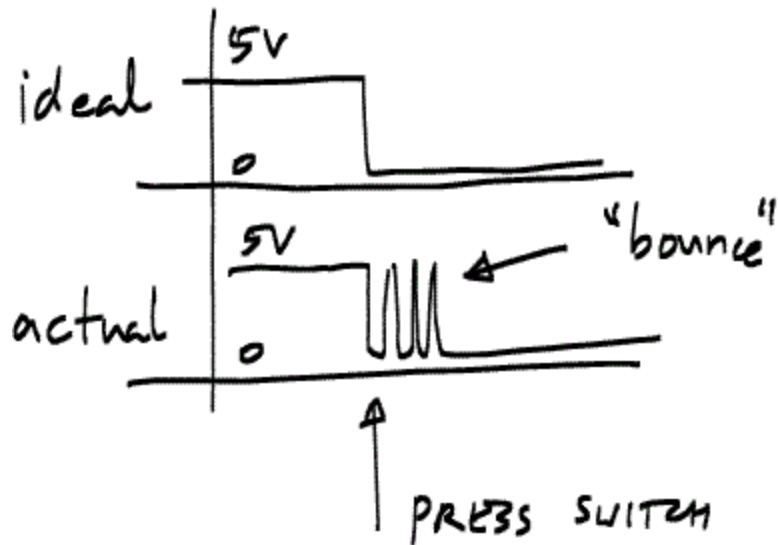 5V
ideal
0
"bounce"
5V
actual
0
PRESS SWITCH